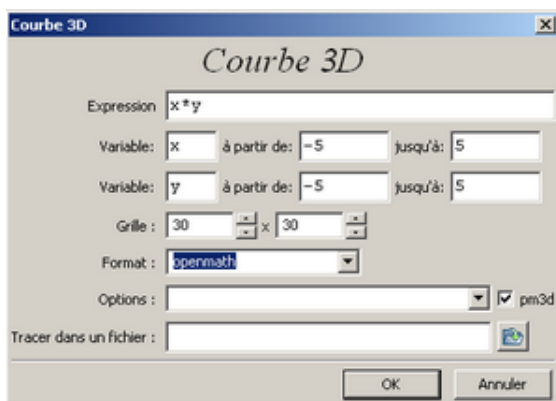 Courbe 3D
Courbe 3D
Expression x*y
Variable: x à partir de: -5 jusqu'à: 5
Variable: y à partir de: -5 jusqu'à: 5
Grille : 30 x 30
Format : openmath
Options : pm3d
Tracer dans un fichier :
OK Annuler